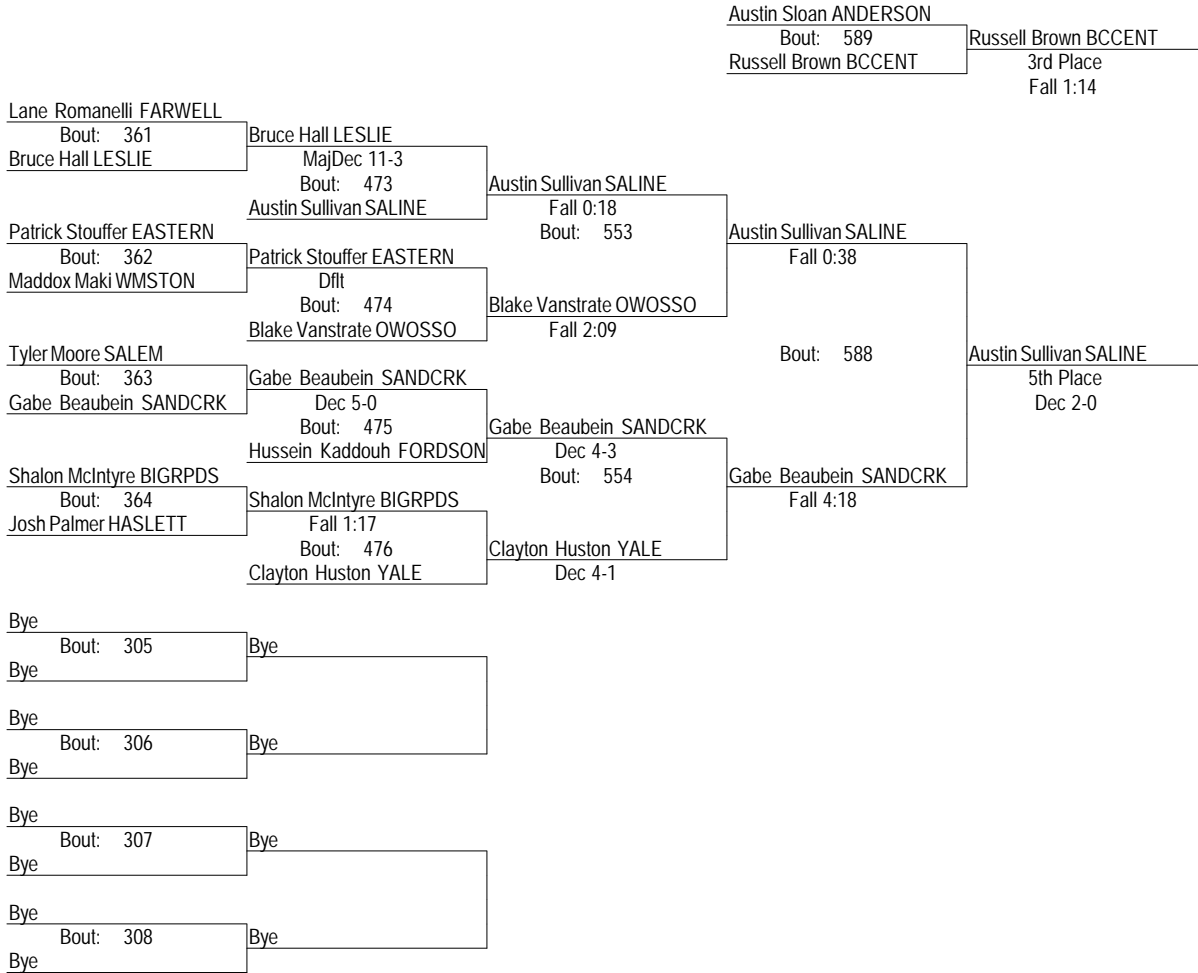 Austin Sloan ANDERSON
Bout: 589
Russell Brown BCCENT
Russell Brown BCCENT
3rd Place
Fall 1:14
Lane Romanelli FARWELL
Bout: 361
Bruce Hall LESLIE
Bruce Hall LESLIE
MajDec 11-3
Bout: 473
Austin Sullivan SALINE
Austin Sullivan SALINE
Fall 0:18
Bout: 553
Patrick Stouffer EASTERN
Bout: 362
Maddox Maki WMSTON
Patrick Stouffer EASTERN
Dflt
Bout: 474
Blake Vanstrate OWOSSO
Blake Vanstrate OWOSSO
Fall 2:09
Austin Sullivan SALINE
Fall 0:38
Bout: 588
Austin Sullivan SALINE
5th Place
Dec 2-0
Tyler Moore SALEM
Bout: 363
Gabe Beaubein SANDCRK
Gabe Beaubein SANDCRK
Dec 5-0
Bout: 475
Hussein Kaddouh FORDSON
Gabe Beaubein SANDCRK
Dec 4-3
Bout: 554
Shalon McIntyre BIGRPDS
Bout: 364
Josh Palmer HASLETT
Shalon McIntyre BIGRPDS
Fall 1:17
Bout: 476
Clayton Huston YALE
Clayton Huston YALE
Dec 4-1
Gabe Beaubein SANDCRK
Fall 4:18
Bye
Bout: 305
Bye
Bye
Bye
Bout: 306
Bye
Bye
Bye
Bout: 307
Bye
Bye
Bye
Bout: 308
Bye
Bye